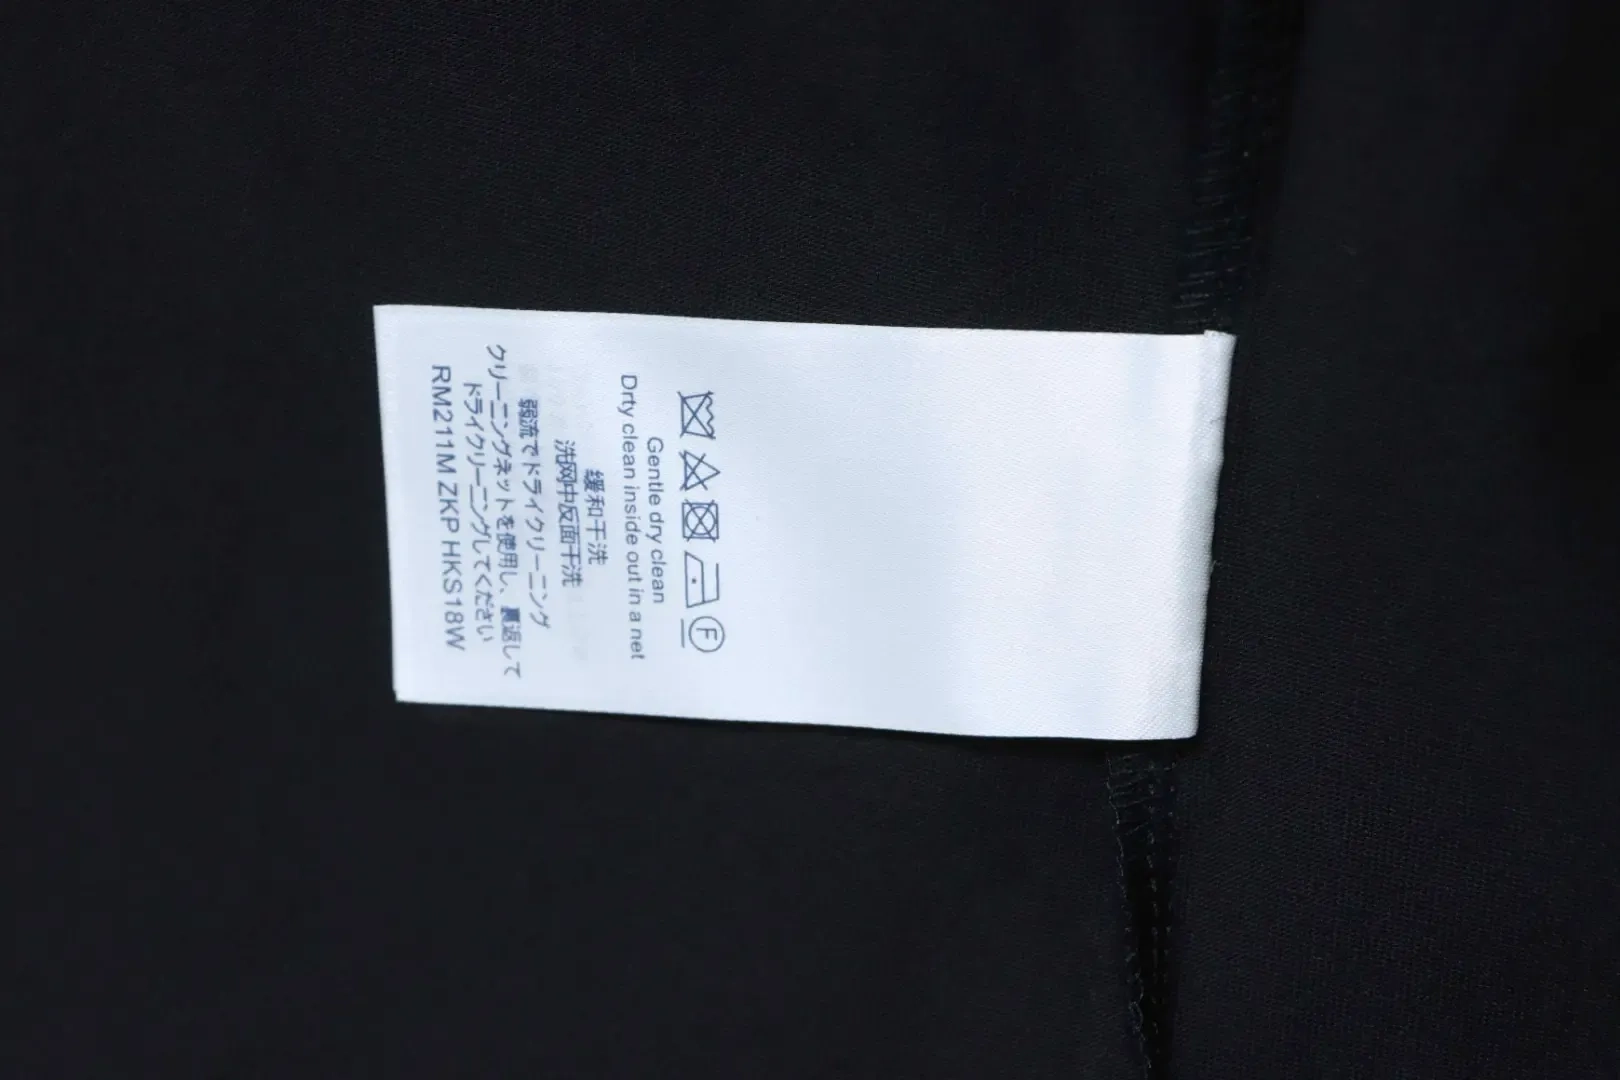 F
Gentle dry clean
Drty clean inside out in a net
缓和干洗
洗网中反面干洗
弱流でドライクリーニング
クリーニングネットを使用し、裏返して
ドライクリーニングしてください
RM211M ZKP HKS18W